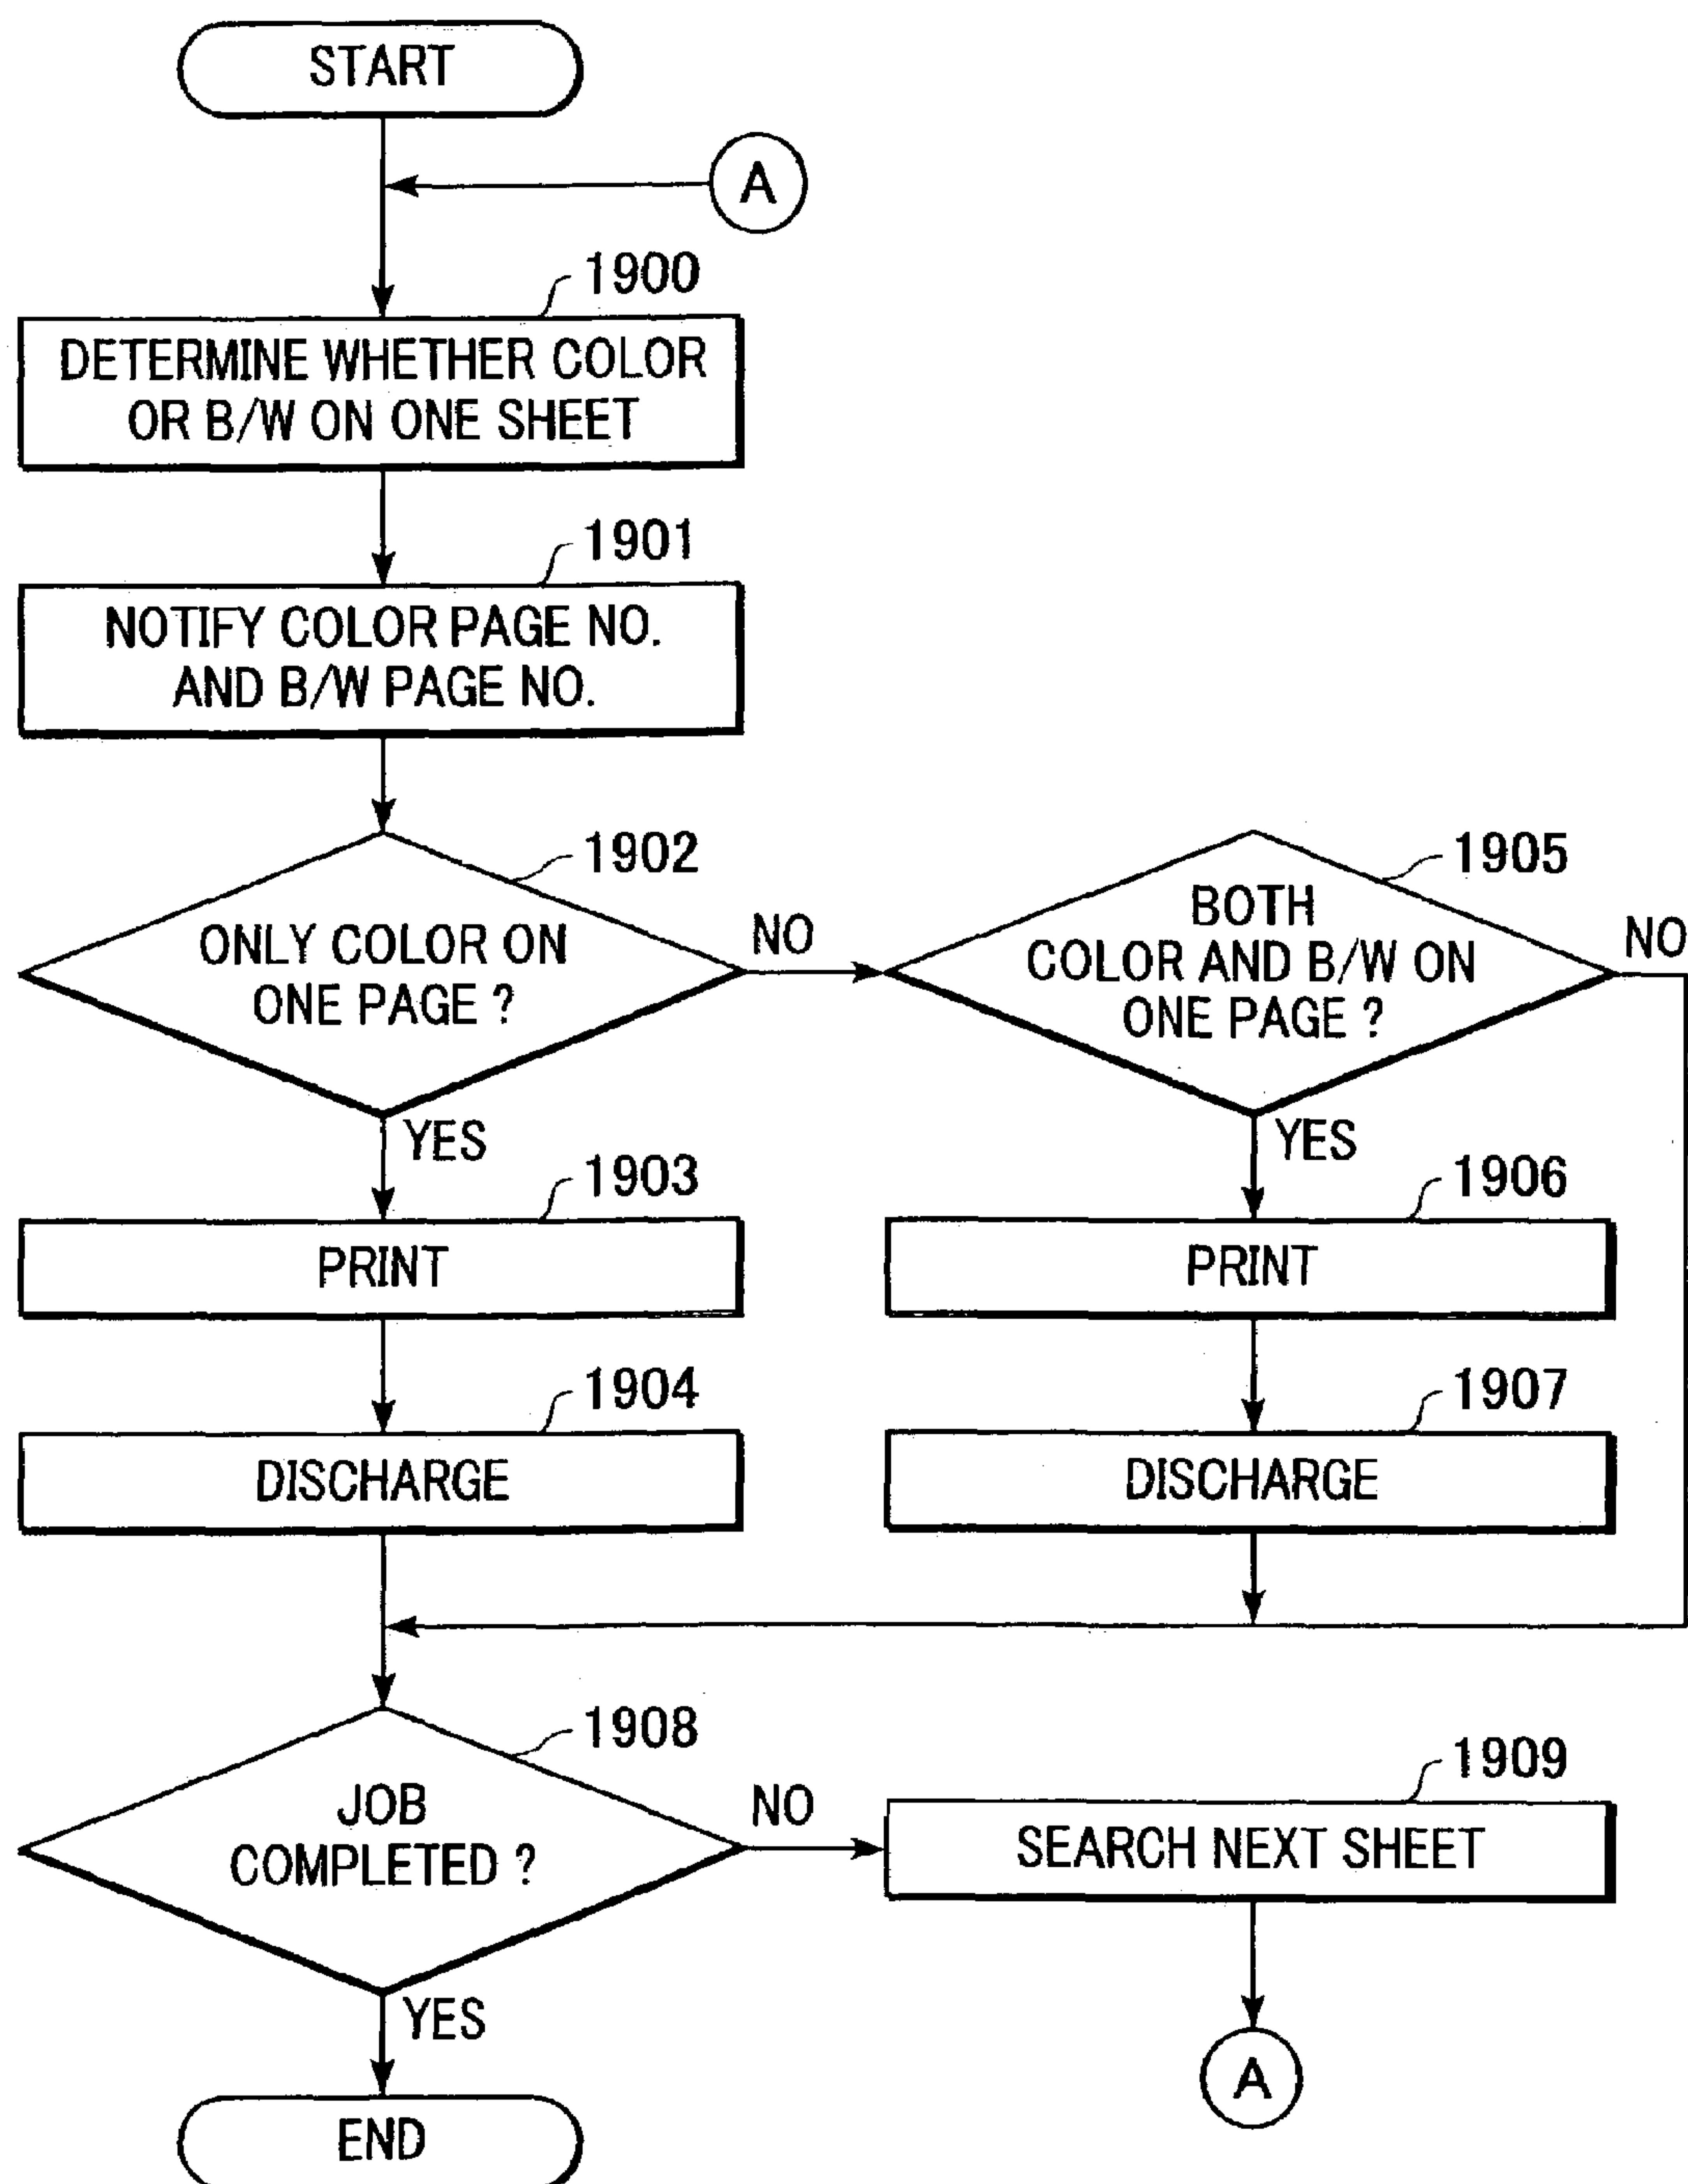 START
A
1900
DETERMINE WHETHER COLOR
OR B/W ON ONE SHEET
1901
NOTIFY COLOR PAGE NO.
AND B/W PAGE NO.
1902
ONLY COLOR ON
ONE PAGE ?
NO
YES
1905
BOTH
COLOR AND B/W ON
ONE PAGE ?
NO
YES
1903
PRINT
1906
PRINT
1904
DISCHARGE
1907
DISCHARGE
1908
JOB
COMPLETED ?
NO
YES
1909
SEARCH NEXT SHEET
A
END